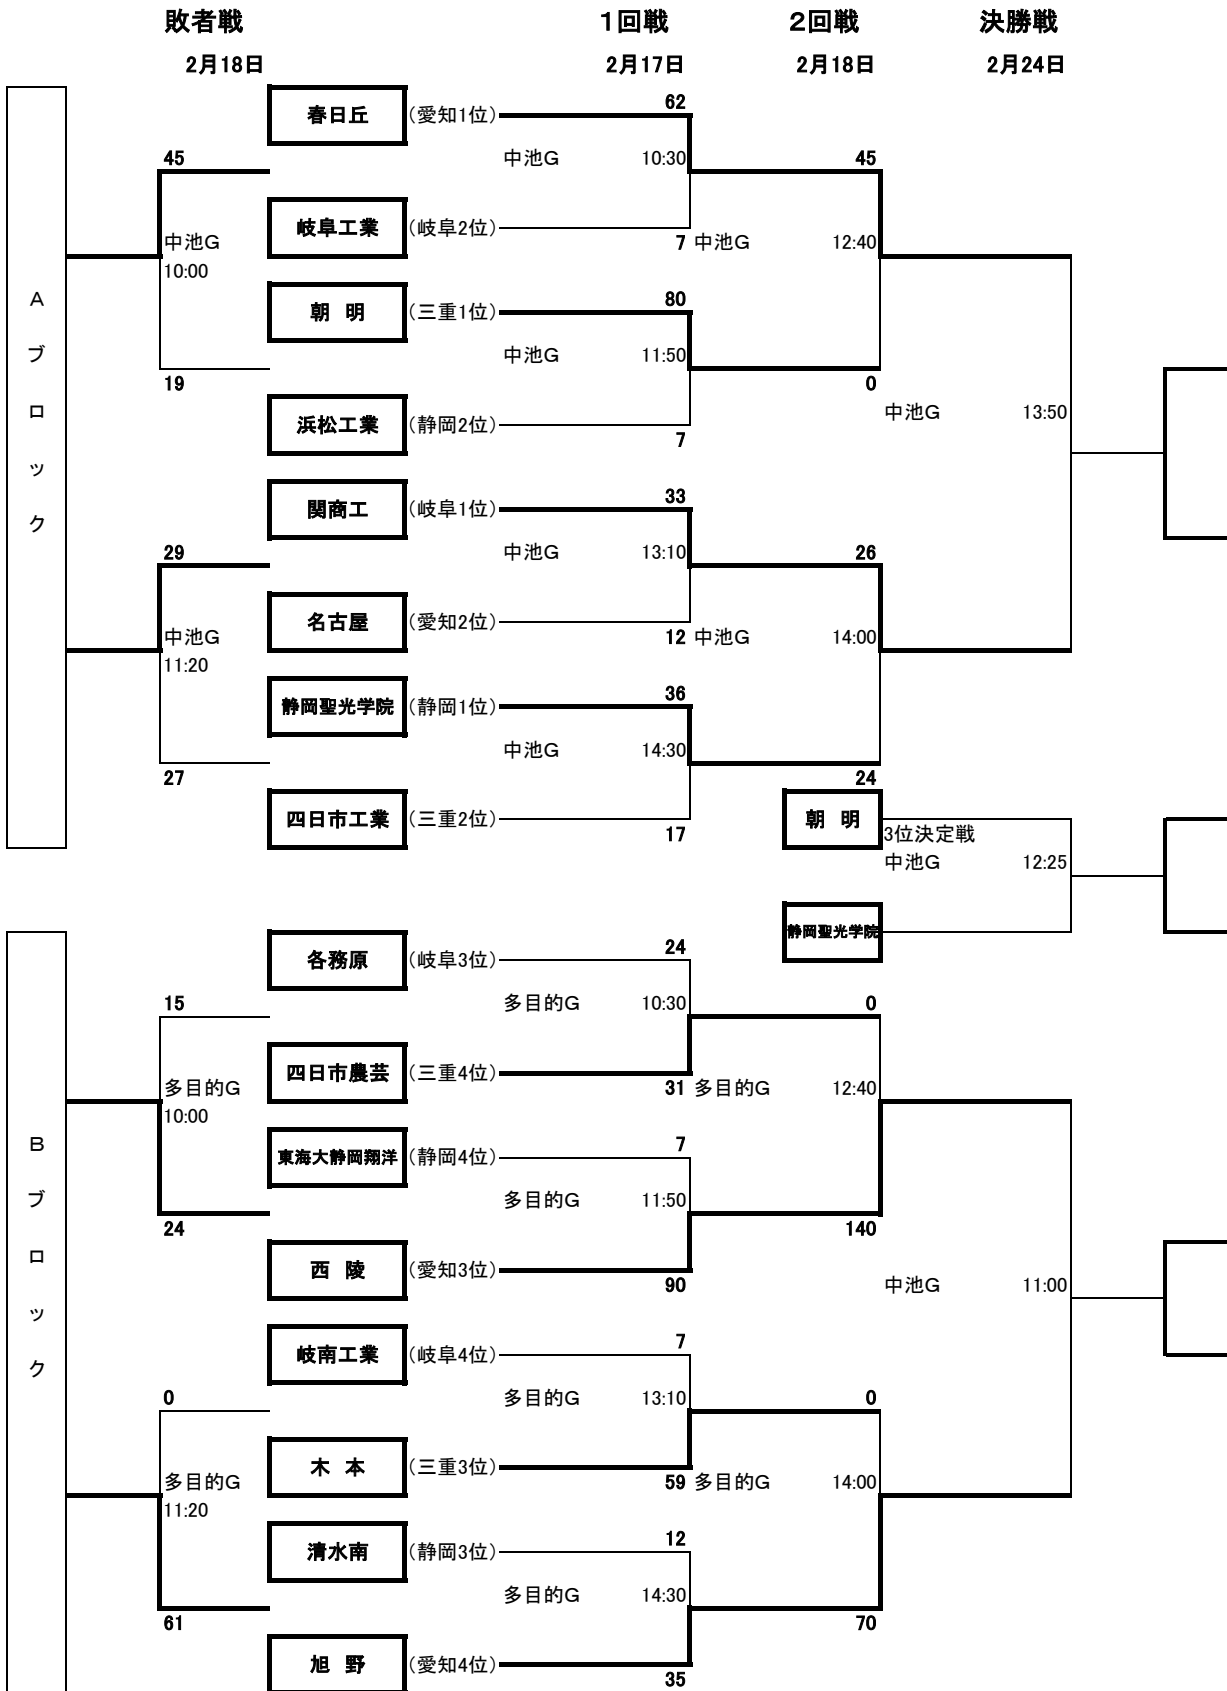 敗者戦 1回戦 2回戦 決勝戦
2月18日 2月17日 2月18日 2月24日
Aブロック
春日丘 (愛知1位) 62
45 中池G 10:30 45
岐阜工業 (岐阜2位) 7
中池G 10:00 中池G 12:40
朝 明 (三重1位) 80
中池G 11:50
19 0
浜松工業 (静岡2位) 7
中池G 13:50
関商工 (岐阜1位) 33
29 中池G 13:10 26
名古屋 (愛知2位) 12
中池G 11:20 中池G 14:00
静岡聖光学院 (静岡1位) 36
中池G 14:30
27 24
四日市工業 (三重2位) 17
朝 明
3位決定戦
中池G 12:25
静岡聖光学院
Bブロック
各務原 (岐阜3位) 24
15 多目的G 10:30 0
四日市農芸 (三重4位) 31
多目的G 10:00 多目的G 12:40
東海大静岡翔洋 (静岡4位) 7
多目的G 11:50
24 140
西 陵 (愛知3位) 90
中池G 11:00
岐南工業 (岐阜4位) 7
0 多目的G 13:10 0
木 本 (三重3位) 59
多目的G 11:20 多目的G 14:00
清水南 (静岡3位) 12
多目的G 14:30
61 70
旭 野 (愛知4位) 35